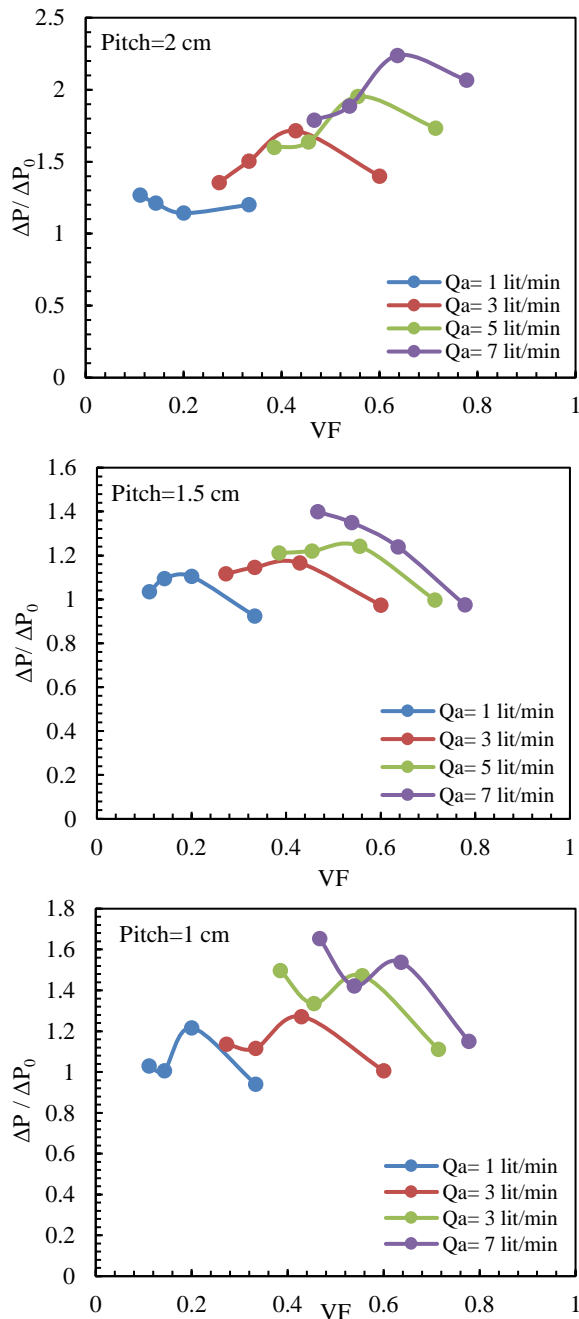 2.5
Pitch=2 cm
2
1.5
ΔP/ ΔP₀
1
Qa= 1 lit/min
Qa= 3 lit/min
0.5
Qa= 5 lit/min
Qa= 7 lit/min
0
0 0.2 0.4 0.6 0.8 1
VF
1.6
Pitch=1.5 cm
1.4
1.2
1
ΔP/ ΔP₀
0.8
0.6
Qa= 1 lit/min
0.4
Qa= 3 lit/min
Qa= 5 lit/min
0.2
Qa= 7 lit/min
0
0 0.2 0.4 0.6 0.8 1
VF
1.8
Pitch=1 cm
1.6
1.4
1.2
1
ΔP / ΔP₀
0.8
0.6
Qa= 1 lit/min
0.4
Qa= 3 lit/min
Qa= 3 lit/min
0.2
Qa= 7 lit/min
0
0 0.2 0.4 0.6 0.8 1
VF